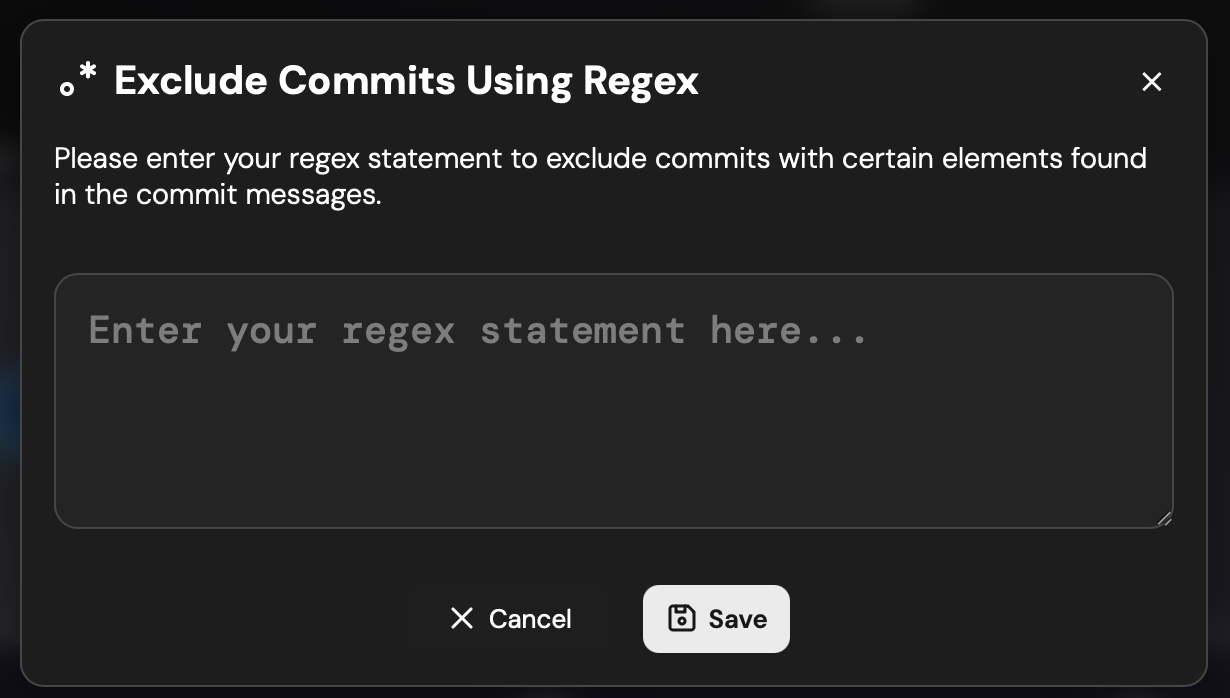 Exclude Commits Using Regex
Please enter your regex statement to exclude commits with certain elements found
in the commit messages.
Enter your regex statement here...
Cancel
Save